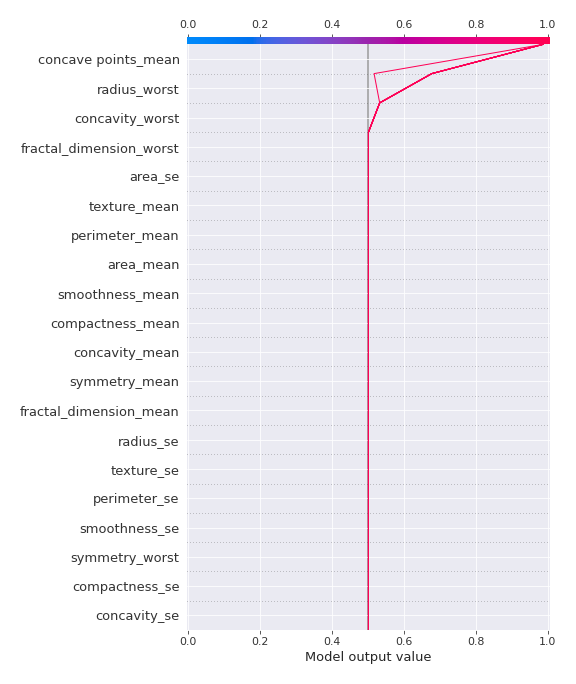 0.0 0.2 0.4 0.6 0.8 1.0
concave points_mean
radius_worst
concavity_worst
fractal_dimension_worst
area_se
texture_mean
perimeter_mean
area_mean
smoothness_mean
compactness_mean
concavity_mean
symmetry_mean
fractal_dimension_mean
radius_se
texture_se
perimeter_se
smoothness_se
symmetry_worst
compactness_se
concavity_se
0.0 0.2 0.4 0.6 0.8 1.0
Model output value